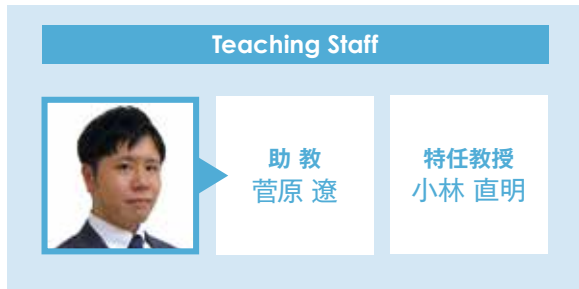 Teaching Staff
助 教
菅原 遼
特任教授
小林 直明